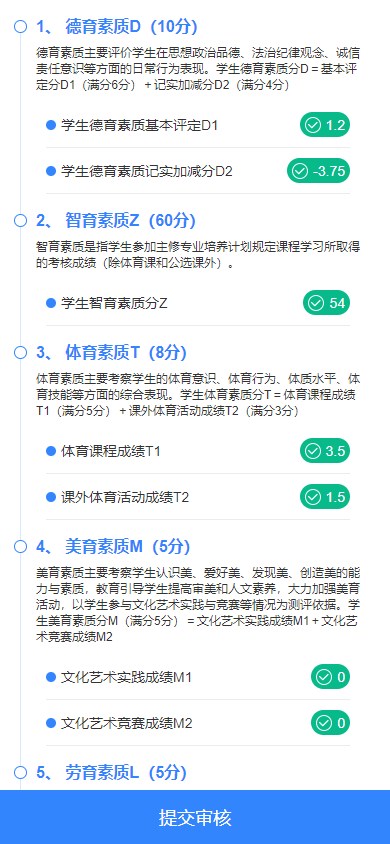 1、 德育素质D（10分）
德育素质主要评价学生在思想政治品德、法治纪律观念、诚信
责任意识等方面的日常行为表现。学生德育素质分D＝基本评
定分D1（满分6分）＋记实加减分D2（满分4分）
学生德育素质基本评定D1 1.2
学生德育素质记实加减分D2 -3.75
2、 智育素质Z（60分）
智育素质是指学生参加主修专业培养计划规定课程学习所取得
的考核成绩（除体育课和公选课外）。
学生智育素质分Z 54
3、 体育素质T（8分）
体育素质主要考察学生的体育意识、体育行为、体质水平、体
育技能等方面的综合表现。学生体育素质分T＝体育课程成绩
T1（满分5分）＋课外体育活动成绩T2（满分3分）
体育课程成绩T1 3.5
课外体育活动成绩T2 1.5
4、 美育素质M（5分）
美育素质主要考察学生认识美、爱好美、发现美、创造美的能
力与素质，教育引导学生提高审美和人文素养，大力加强美育
活动，以学生参与文化艺术实践与竞赛等情况为测评依据。学
生美育素质分M（满分5分）＝文化艺术实践成绩M1＋文化艺
术竞赛成绩M2
文化艺术实践成绩M1 0
文化艺术竞赛成绩M2 0
5、 劳育素质L（5分）
提交审核